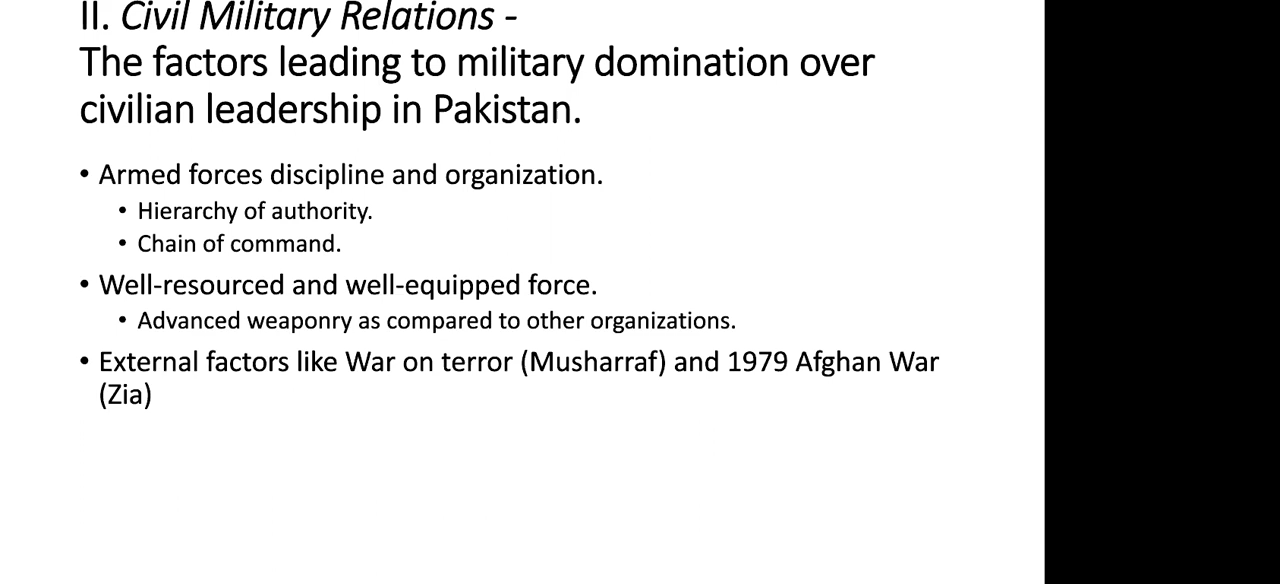 II. Civil Military Relations -
The factors leading to military domination over
civilian leadership in Pakistan.
• Armed forces discipline and organization.
• Hierarchy of authority.
• Chain of command.
• Well-resourced and well-equipped force.
• Advanced weaponry as compared to other organizations.
• External factors like War on terror (Musharraf) and 1979 Afghan War
(Zia)